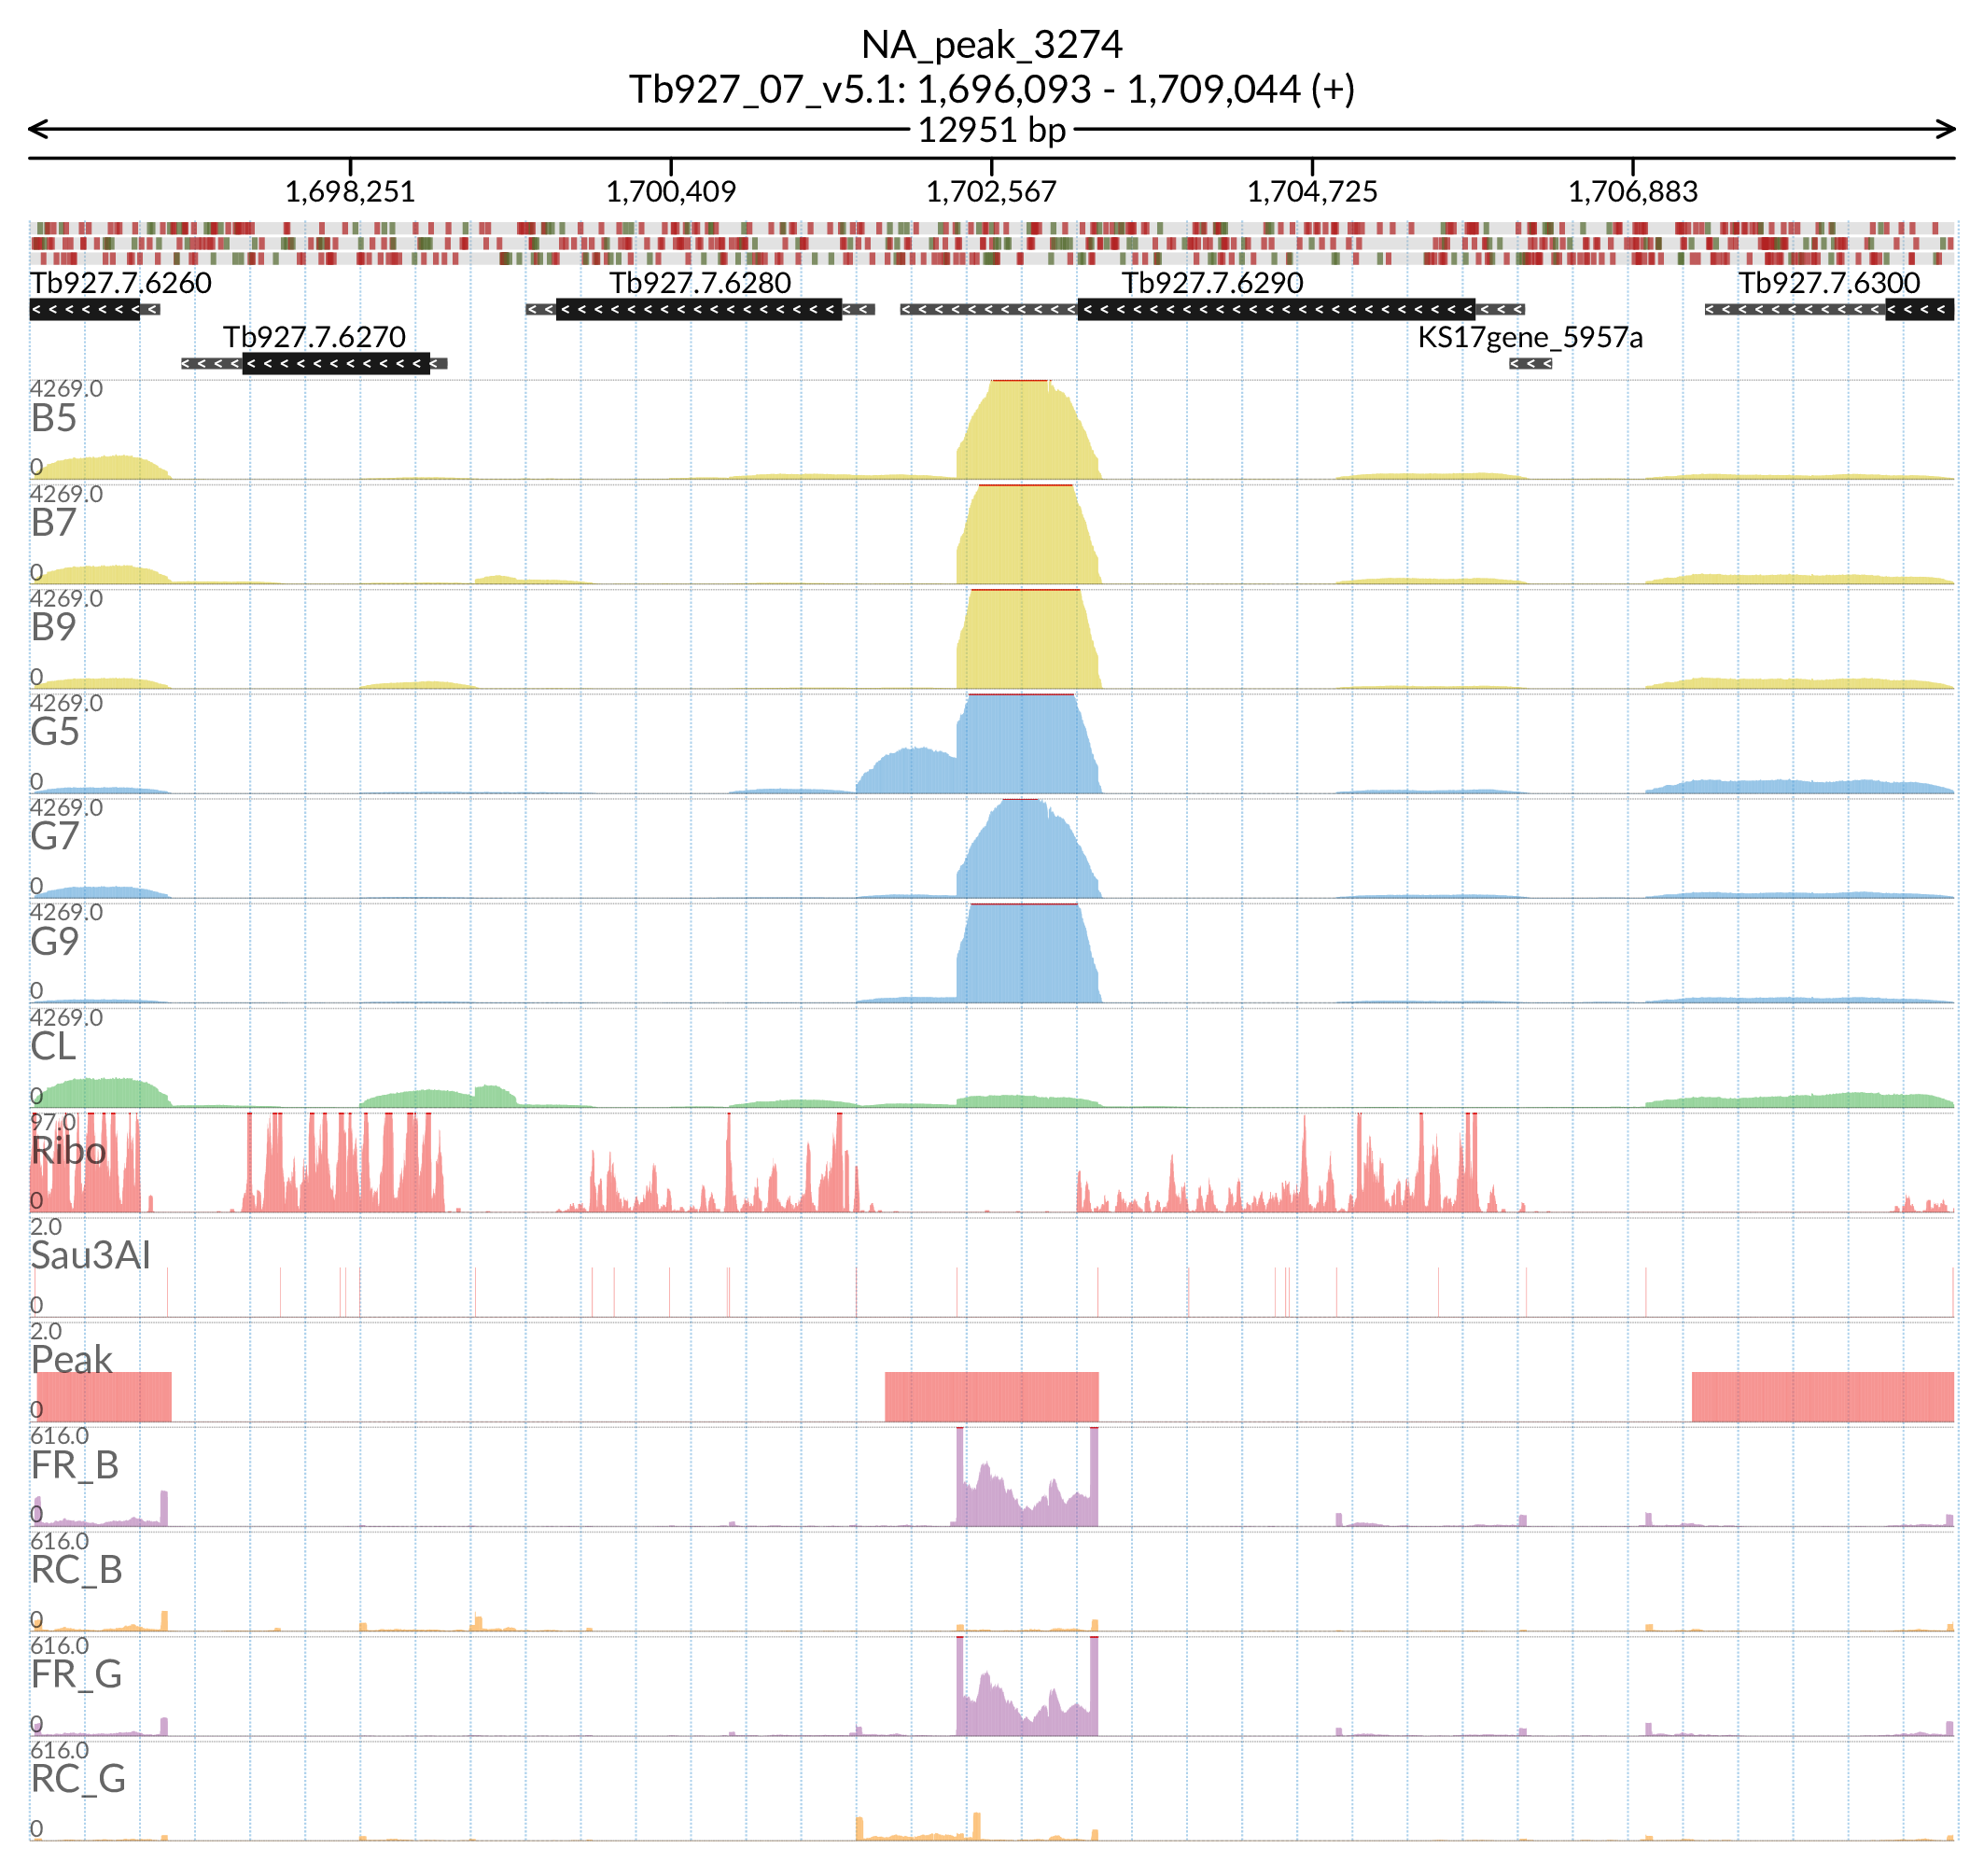 NA_peak_3274
Tb927_07_v5.1: 1,696,093 - 1,709,044 (+)
12951 bp
1,698,251 1,700,409 1,702,567 1,704,725 1,706,883
Tb927.7.6260 Tb927.7.6280 Tb927.7.6290 Tb927.7.6300
Tb927.7.6270 KS17gene_5957a
4269.0
B5
0
4269.0
B7
0
4269.0
B9
0
4269.0
G5
0
4269.0
G7
0
4269.0
G9
0
4269.0
CL
0
97.0
Ribo
0
2.0
Sau3AI
0
2.0
Peak
0
616.0
FR_B
0
616.0
RC_B
0
616.0
FR_G
0
616.0
RC_G
0